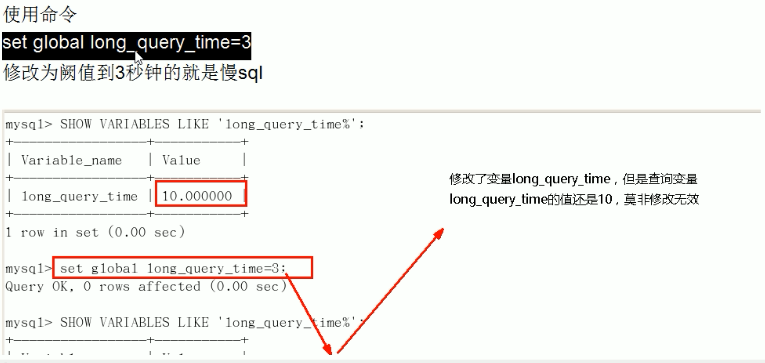 使用命令
set global long_query_time=3
修改为阙值到3秒钟的就是慢sql
mysql> SHOW VARIABLES LIKE 'long_query_time%';
+-----------------+-----------+
| Variable_name | Value |
+-----------------+-----------+
| long_query_time | 10.000000 |
+-----------------+-----------+
1 row in set (0.00 sec)
mysql> set global long_query_time=3;
Query OK, 0 rows affected (0.00 sec)
mysql> SHOW VARIABLES LIKE 'long_query_time%';
+-----------------+-----------+
修改了变量long_query_time，但是查询变量
long_query_time的值还是10，莫非修改无效